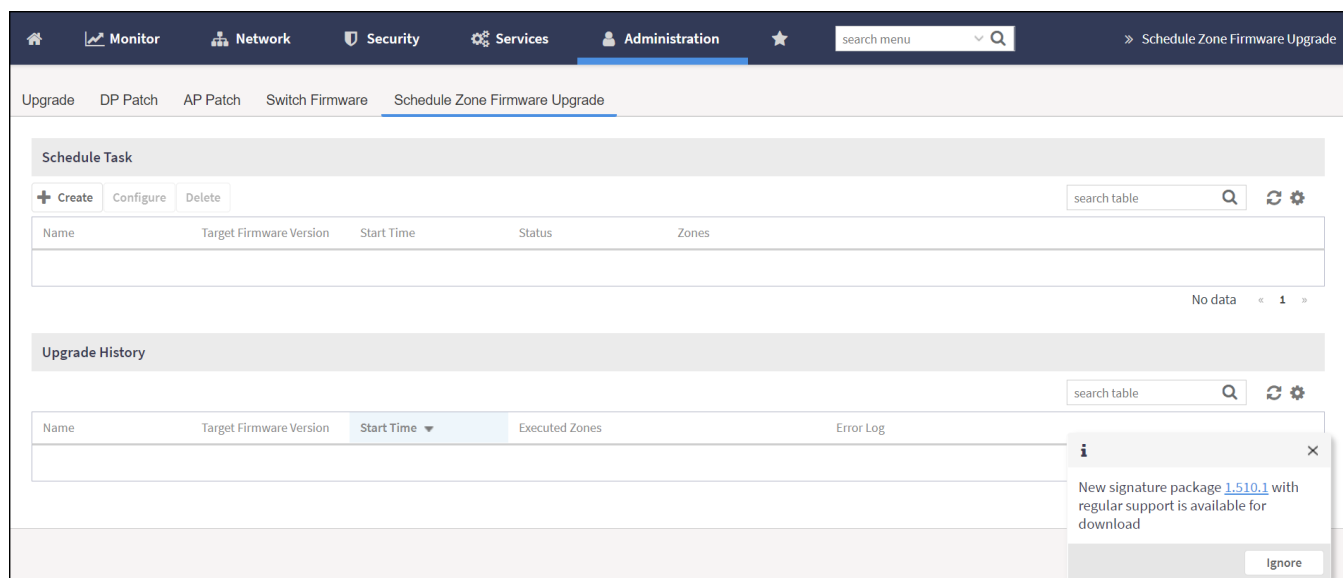 Monitor Network Security Services Administration search menu » Schedule Zone Firmware Upgrade
Upgrade DP Patch AP Patch Switch Firmware Schedule Zone Firmware Upgrade
Schedule Task
Create Configure Delete search table
Name Target Firmware Version Start Time Status Zones
No data « 1 »
Upgrade History
search table
Name Target Firmware Version Start Time Executed Zones Error Log
New signature package 1.510.1 with
regular support is available for
download
Ignore